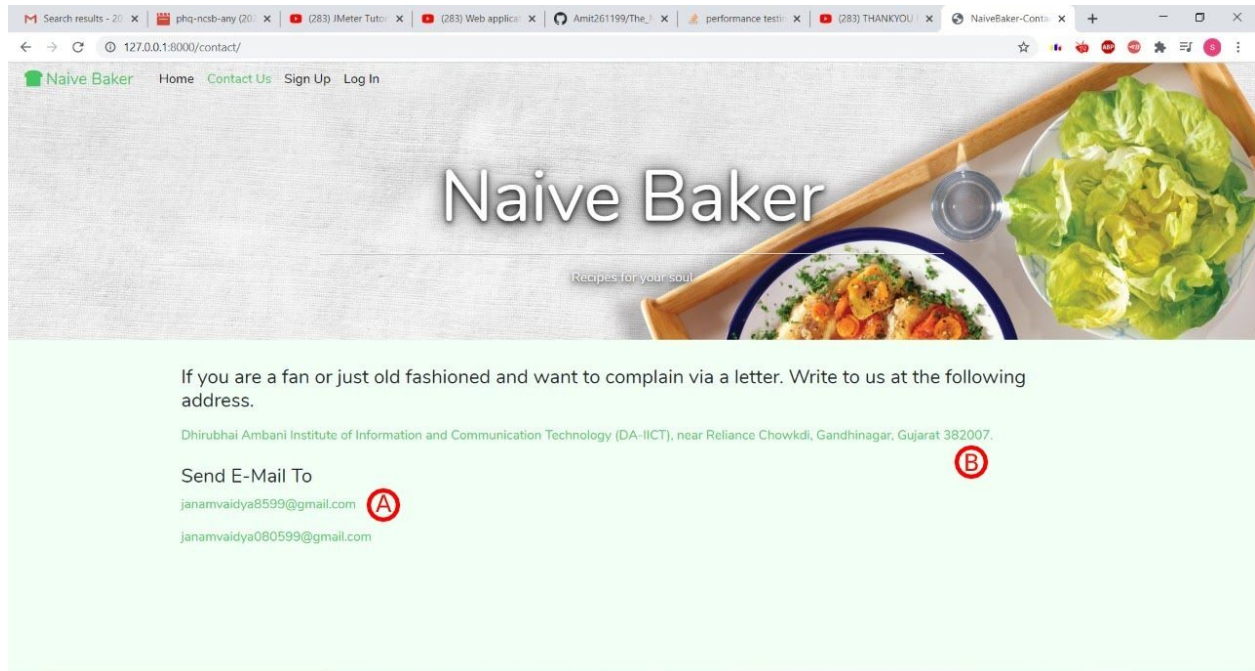 Search results - 20
phq-ncsb-any (20
(283) JMeter Tuto
(283) Web applica
Amit261199/The_
performance testin
(283) THANKYOU
NaiveBaker-Conta
127.0.0.1:8000/contact/
ABP
S
Naive Baker Home Contact Us Sign Up Log In
Naive Baker
Recipes for your soul
If you are a fan or just old fashioned and want to complain via a letter. Write to us at the following
address.
Dhirubhai Ambani Institute of Information and Communication Technology (DA-IICT), near Reliance Chowkdi, Gandhinagar, Gujarat 382007.
B
Send E-Mail To
janamvaidya8599@gmail.com A
janamvaidya080599@gmail.com